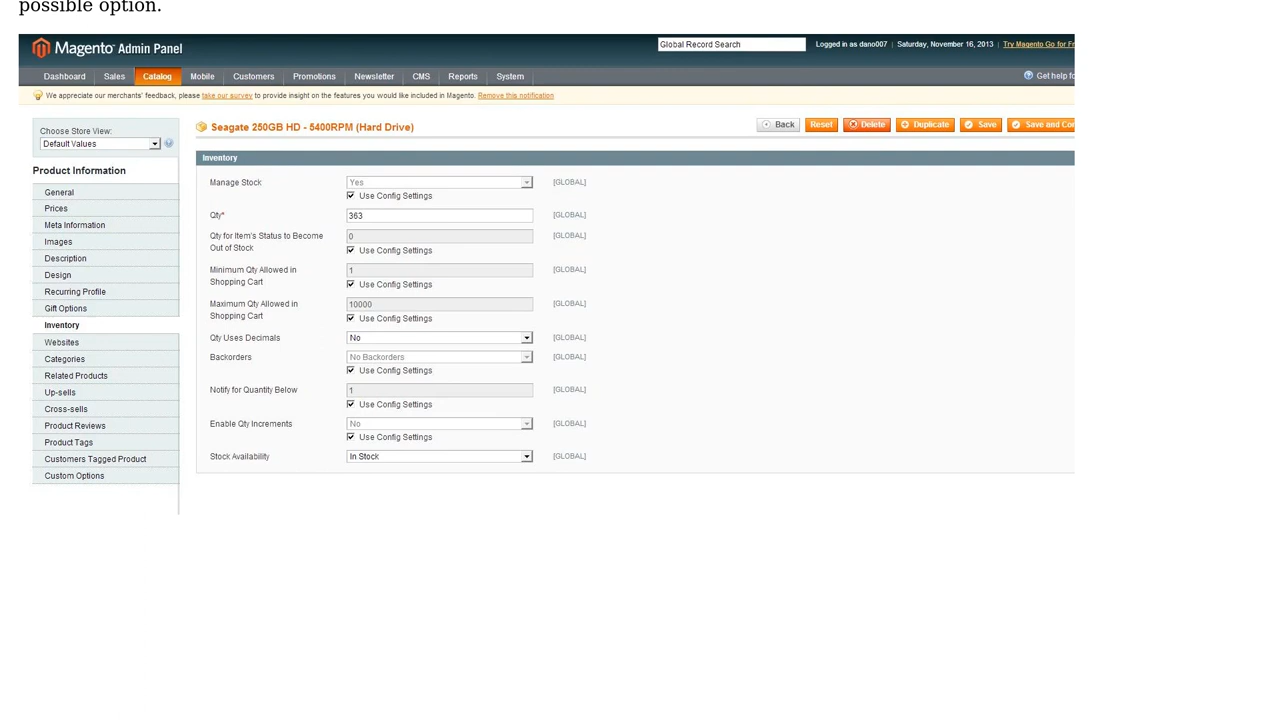 possible option.
Magento Admin Panel
Global Record Search
Logged in as dano007 | Saturday, November 16, 2013 | Try Magento Go for
Dashboard Sales Catalog Mobile Customers Promotions Newsletter CMS Reports System
Get help
We appreciate our merchants' feedback, please take our survey to provide insight on the features you would like included in Magento. Remove this notification
Choose Store View:
Default Values
Product Information
General
Prices
Meta Information
Images
Description
Design
Recurring Profile
Gift Options
Inventory
Websites
Categories
Related Products
Up-sells
Cross-sells
Product Reviews
Product Tags
Customers Tagged Product
Custom Options
Seagate 250GB HD - 5400RPM (Hard Drive)
Back Reset Delete Duplicate Save Save and
Inventory
Manage Stock Yes [GLOBAL]
Use Config Settings
Qty* 363 [GLOBAL]
Qty for Item's Status to Become
Out of Stock
0 [GLOBAL]
Use Config Settings
Minimum Qty Allowed in
Shopping Cart
1 [GLOBAL]
Use Config Settings
Maximum Qty Allowed in
Shopping Cart
10000 [GLOBAL]
Use Config Settings
Qty Uses Decimals No [GLOBAL]
Backorders No Backorders [GLOBAL]
Use Config Settings
Notify for Quantity Below 1 [GLOBAL]
Use Config Settings
Enable Qty Increments No [GLOBAL]
Use Config Settings
Stock Availability In Stock [GLOBAL]